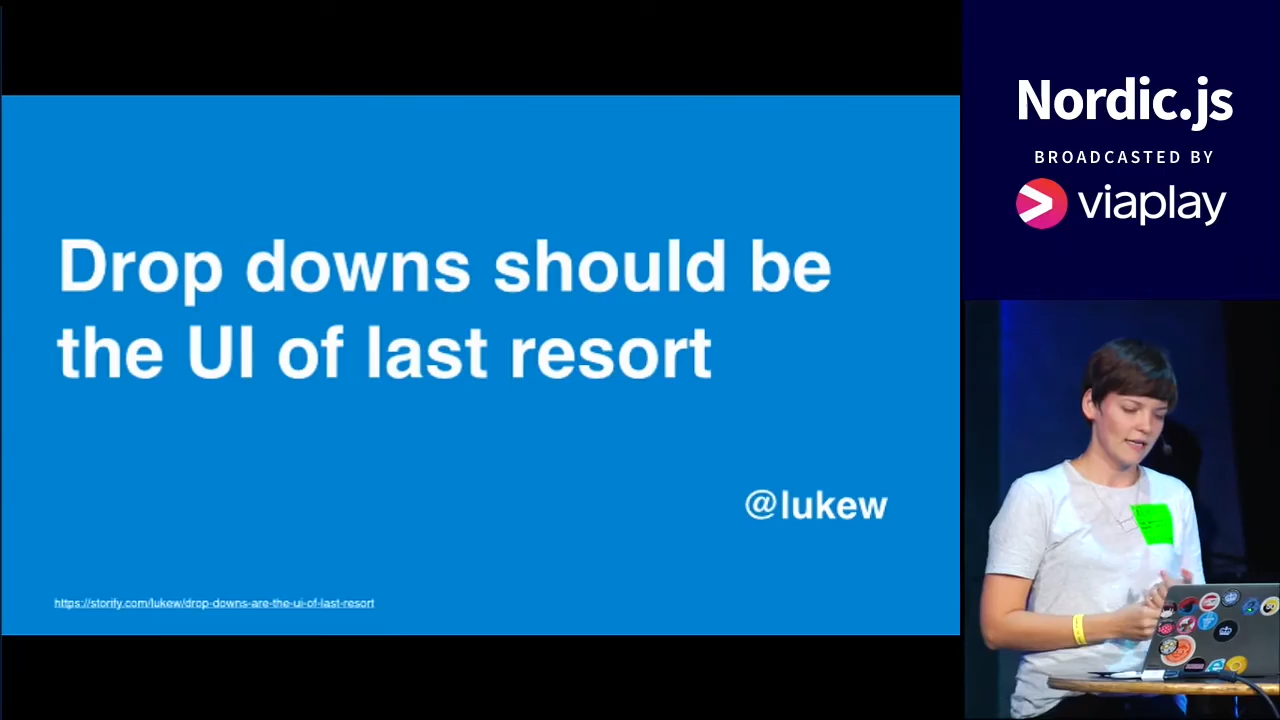 Drop downs should be
the UI of last resort
@lukew
https://storify.com/lukew/drop-downs-are-the-ui-of-last-resort
Nordic.js
BROADCASTED BY
viaplay